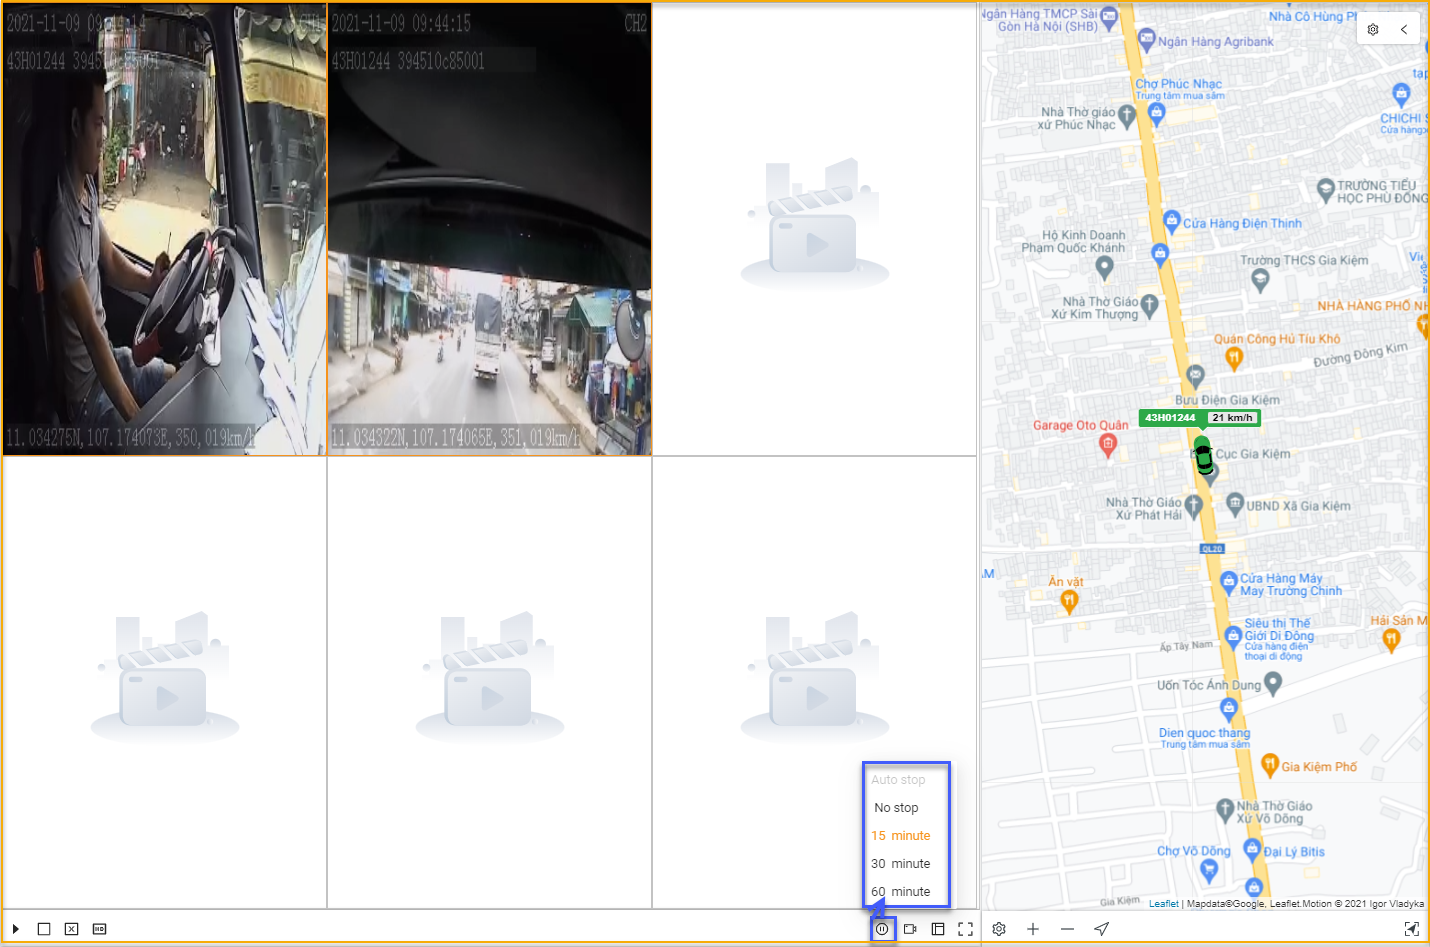 2021-11-09 09:44:14 CH1
43H01244 394510c85001
11.034275N,107.174073E,350,019km/h
2021-11-09 09:44:15 CH2
43H01244 394510c85001
11.034322N,107.174065E,351,019km/h
Auto stop
No stop
15 minute
30 minute
60 minute
HD
Ngân Hàng TMCP Sài
Gòn Hà Nội (SHB)
Nhà Cô Hùng
Ngân Hàng Agribank
Chợ Phúc Nhạc
Trung tâm mua sắm
Nhà Thờ giáo
xứ Phúc Nhạc
CHICHI
Cửa hàng
TRƯỜNG TIỂU
HỌC PHÙ ĐỔNG
Cửa Hàng Điện Thịnh
Hộ Kinh Doanh
Phạm Quốc Khánh
Trường THCS Gia Kiệm
Nhà Thờ Giáo
Xứ Kim Thượng
NHÀ HÀNG PHỐ
Quán Công Hủ Tiu Khô
Đường Đông Kim
Bưu Điện Gia Kiệm
43H01244 21 km/h
Garage Oto Quân
Cục Gia Kiệm
Nhà Thờ Giáo
Xứ Phát Hải
UBND Xã Gia Kiệm
QL20
Ăn vặt
Cửa Hàng Máy
May Trường Chinh
Siêu thị Thế
Giới Di Động
Cửa hàng điện
thoại di động
Hải Sản
Ấp Tây Nam
Uốn Tóc Ánh Dung
Dien quoc thang
Trung tâm mua sắm
Gia Kiệm Phố
Nhà Thờ Giáo
Xứ Võ Dõng
Chợ Võ Dõng
Đại Lý Bitis
Gia Kiệm
Leaflet | Mapdata©Google, Leaflet.Motion © 2021 Igor Vladyka